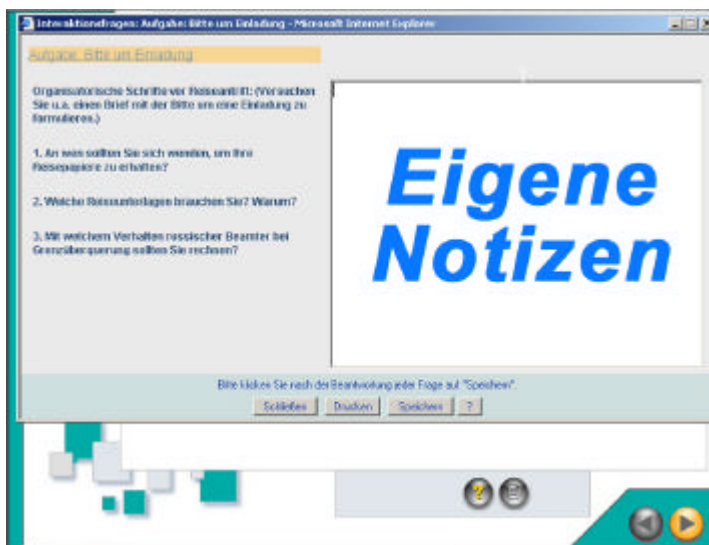 Interaktionsfragen: Aufgabe: Bitte um Einladung - Microsoft Internet Explorer
Aufgabe: Bitte um Einladung
Organisatorische Schritte vor Reiseantritt: (Versuchen
Sie u.a. einen Brief mit der Bitte um eine Einladung zu
formulieren.)
1. An wen sollten Sie sich wenden, um Ihre
Reisepapiere zu erhalten?
2. Welche Reiseunterlagen brauchen Sie? Warum?
3. Mit welchem Verhalten russischer Beamter bei
Grenzüberquerung sollten Sie rechnen?
Eigene
Notizen
Bitte klicken Sie nach der Beantwortung jeder Frage auf "Speichern".
Schließen Drucken Speichern ?
?